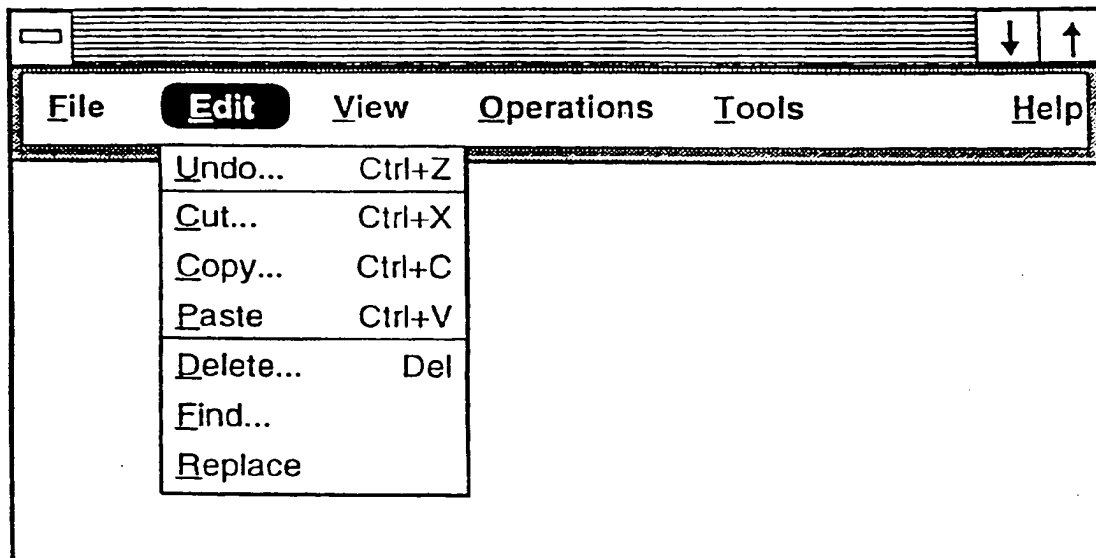 File Edit View Operations Tools Help
Undo... Ctrl+Z
Cut... Ctrl+X
Copy... Ctrl+C
Paste Ctrl+V
Delete... Del
Find...
Replace